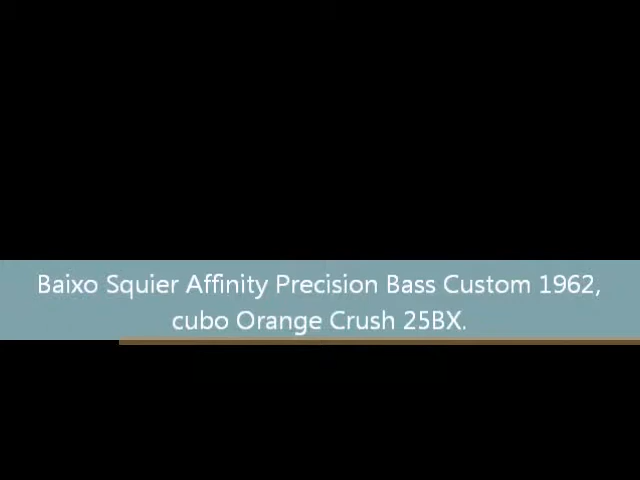 Baixo Squier Affinity Precision Bass Custom 1962,
cubo Orange Crush 25BX.